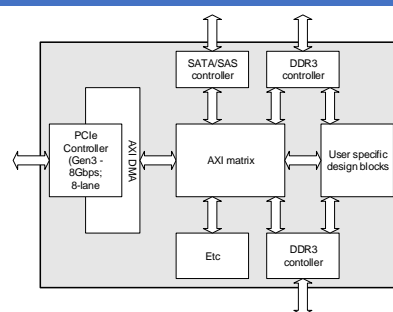 SATA/SAS
controller
DDR3
controller
PCIe
Controller
(Gen3 -
8Gbps;
8-lane
AXI DMA
AXI matrix
User specific
design blocks
Etc
DDR3
contoller